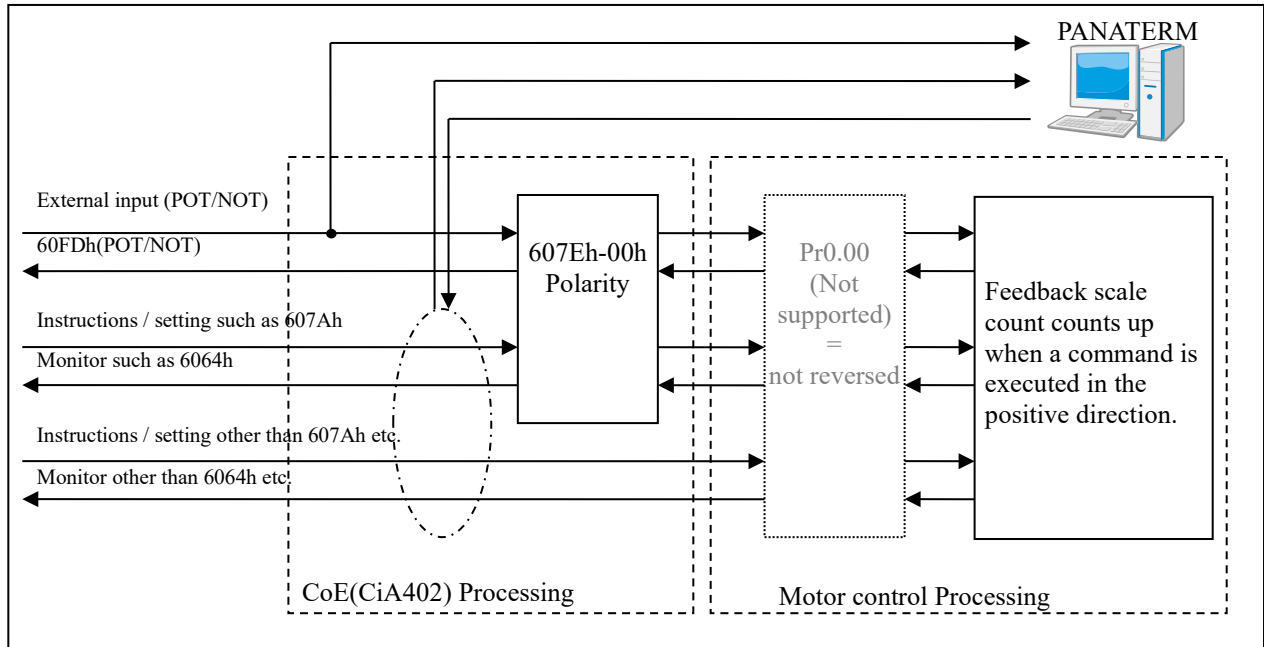 PANATERM
External input (POT/NOT)
60FDh(POT/NOT)
Instructions / setting such as 607Ah
Monitor such as 6064h
Instructions / setting other than 607Ah etc.
Monitor other than 6064h etc.
607Eh-00h
Polarity
Pr0.00
(Not
supported)
=
not reversed
Feedback scale
count counts up
when a command is
executed in the
positive direction.
CoE(CiA402) Processing
Motor control Processing